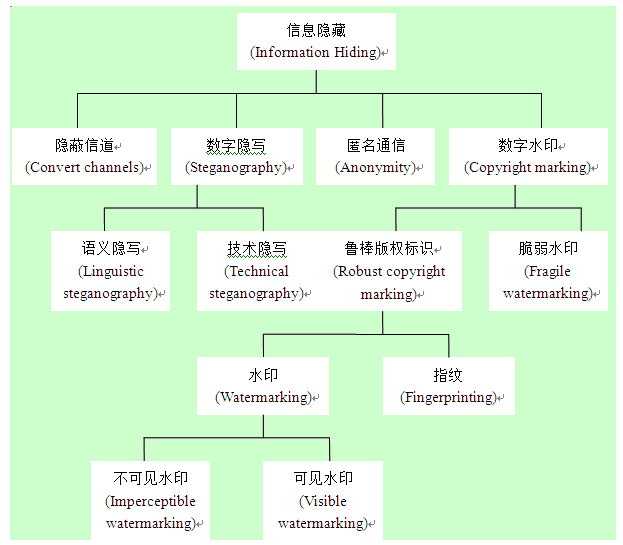 信息隐藏
(Information Hiding)
隐蔽信道
(Convert channels)
数字隐写
(Steganography)
匿名通信
(Anonymity)
数字水印
(Copyright marking)
语义隐写
(Linguistic
steganography)
技术隐写
(Technical
steganography)
鲁棒版权标识
(Robust copyright
marking)
脆弱水印
(Fragile
watermarking)
水印
(Watermarking)
指纹
(Fingerprinting)
不可见水印
(Imperceptible
watermarking)
可见水印
(Visible
watermarking)